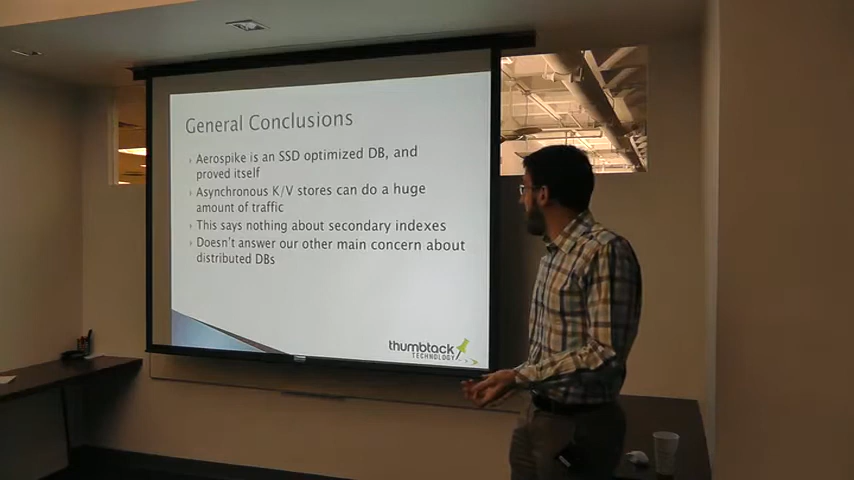 General Conclusions
Aerospike is an SSD optimized DB, and
proved itself
Asynchronous K/V stores can do a huge
amount of traffic
This says nothing about secondary indexes
Doesn't answer our other main concern about
distributed DBs
thumbtack
TECHNOLOGY